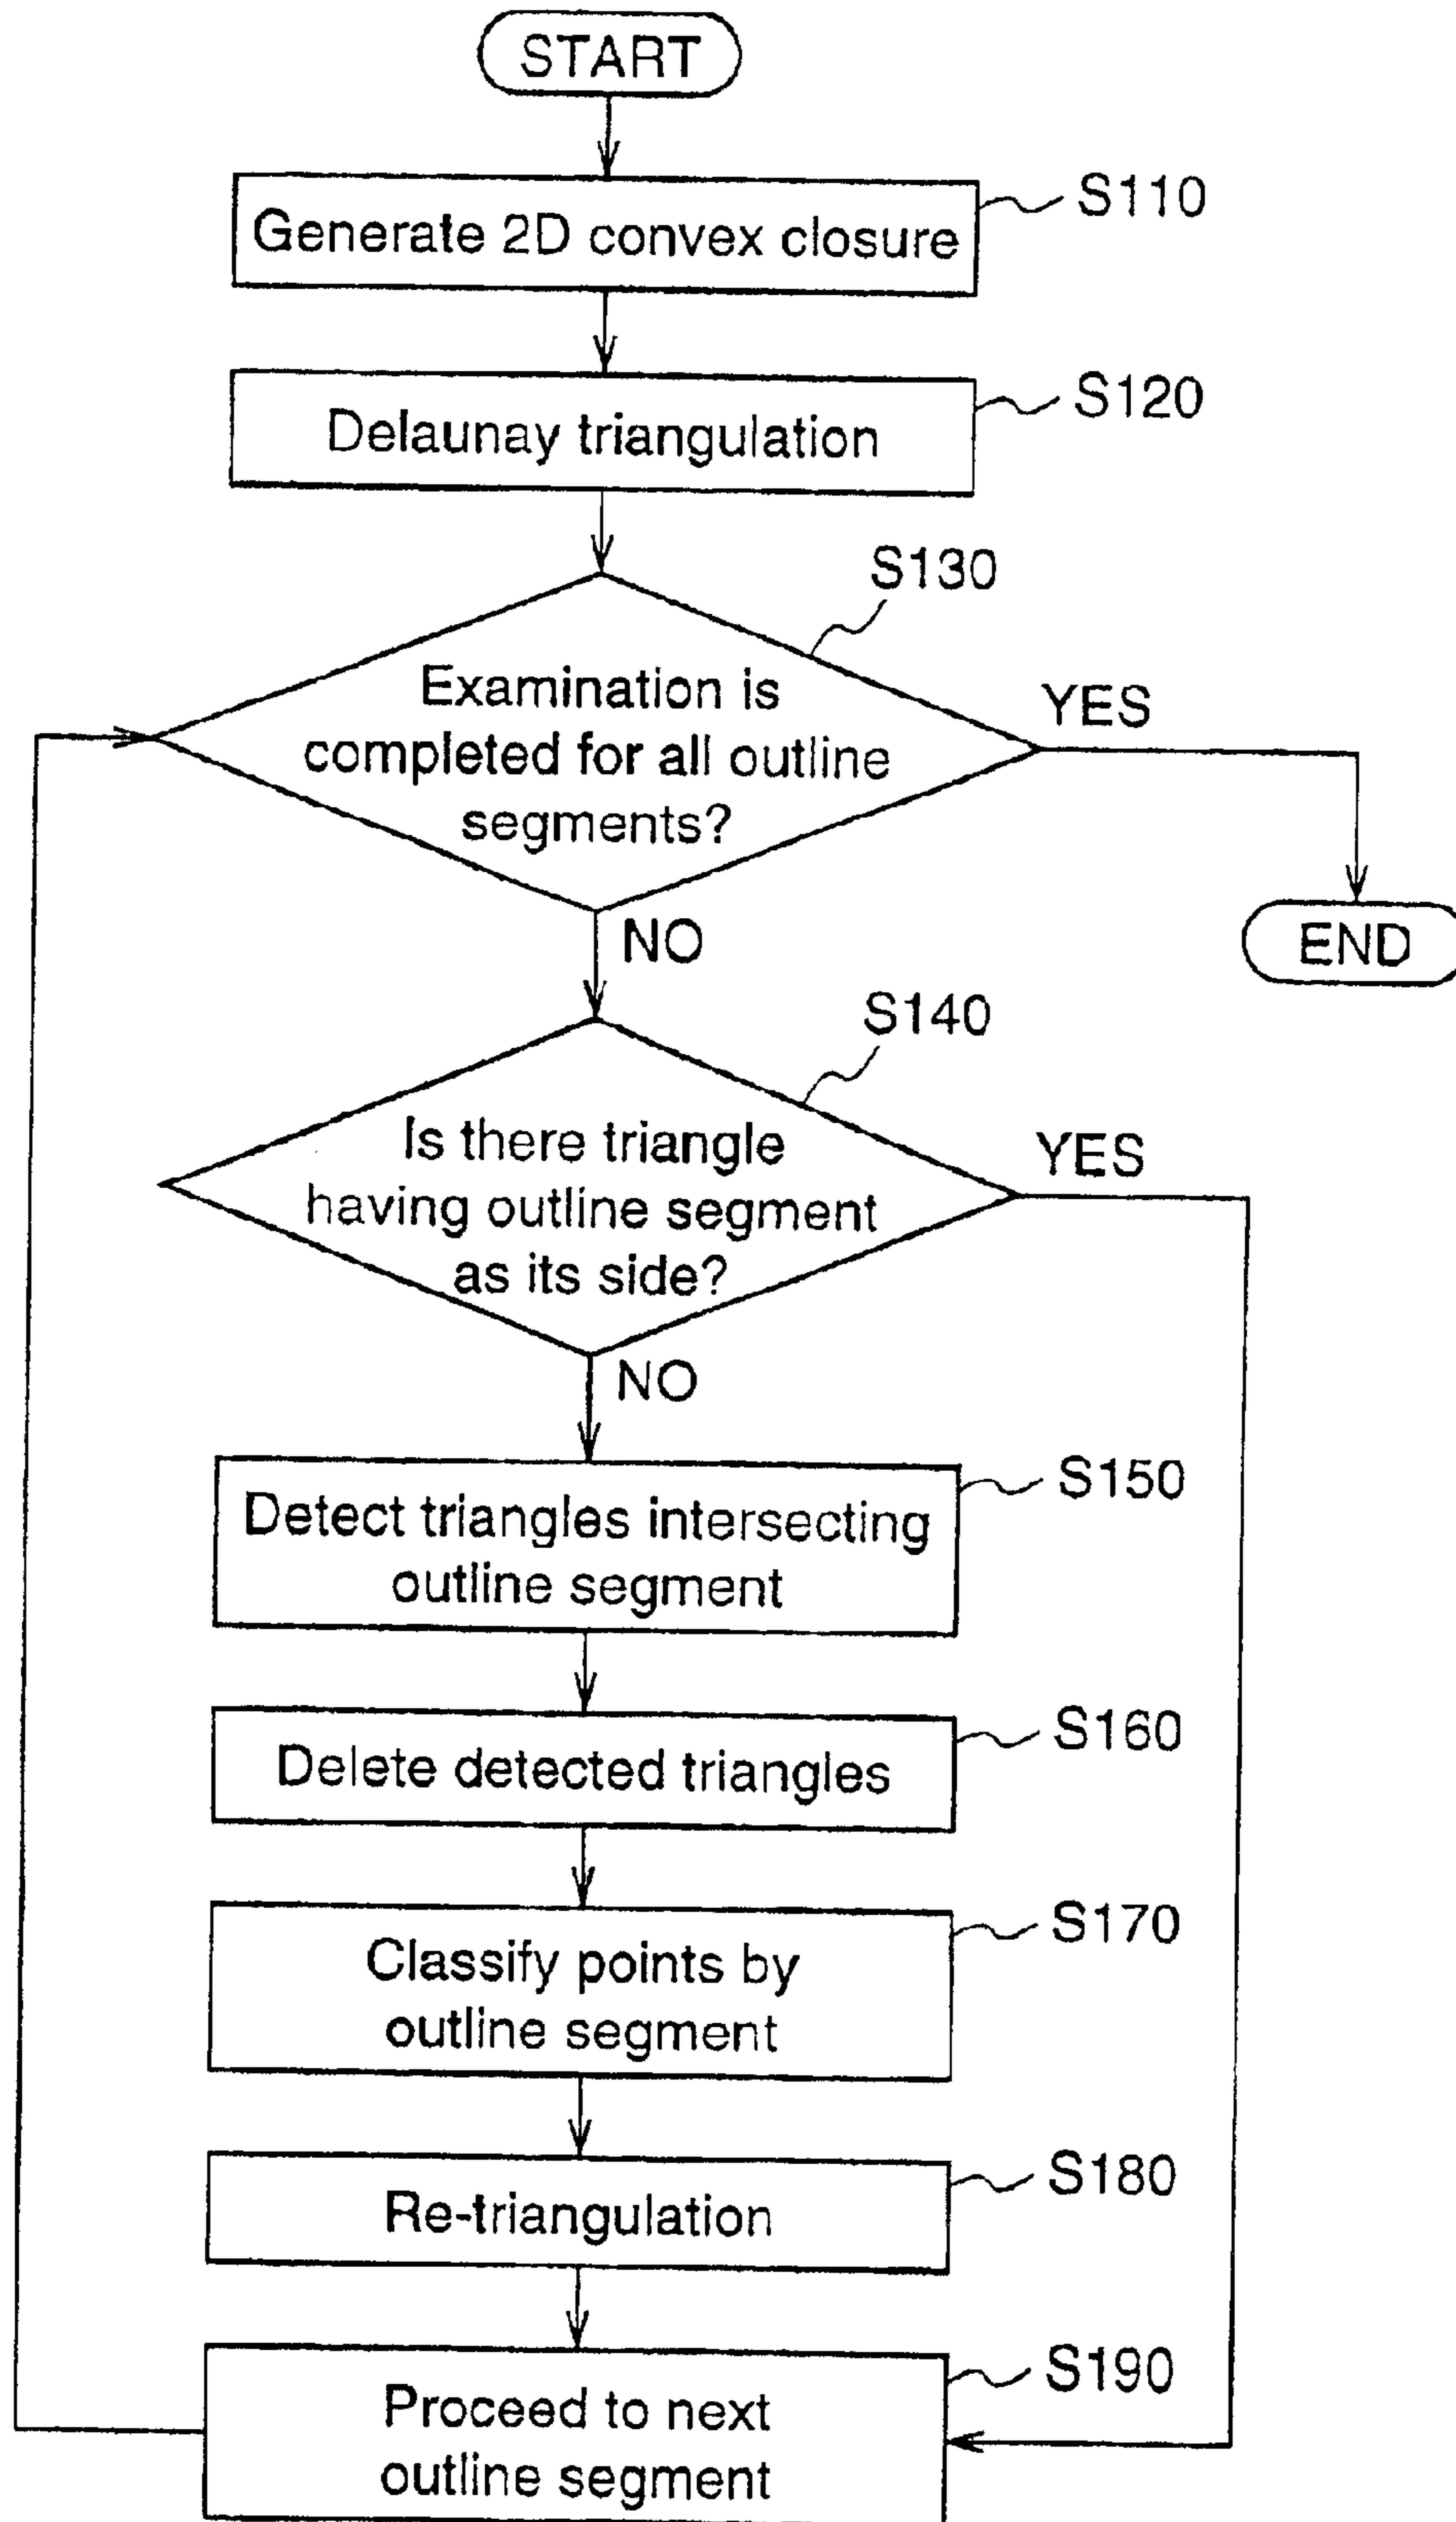 START
S110
Generate 2D convex closure
S120
Delaunay triangulation
S130
Examination is
completed for all outline
segments?
YES
END
NO
S140
Is there triangle
having outline segment
as its side?
YES
NO
S150
Detect triangles intersecting
outline segment
S160
Delete detected triangles
S170
Classify points by
outline segment
S180
Re-triangulation
S190
Proceed to next
outline segment